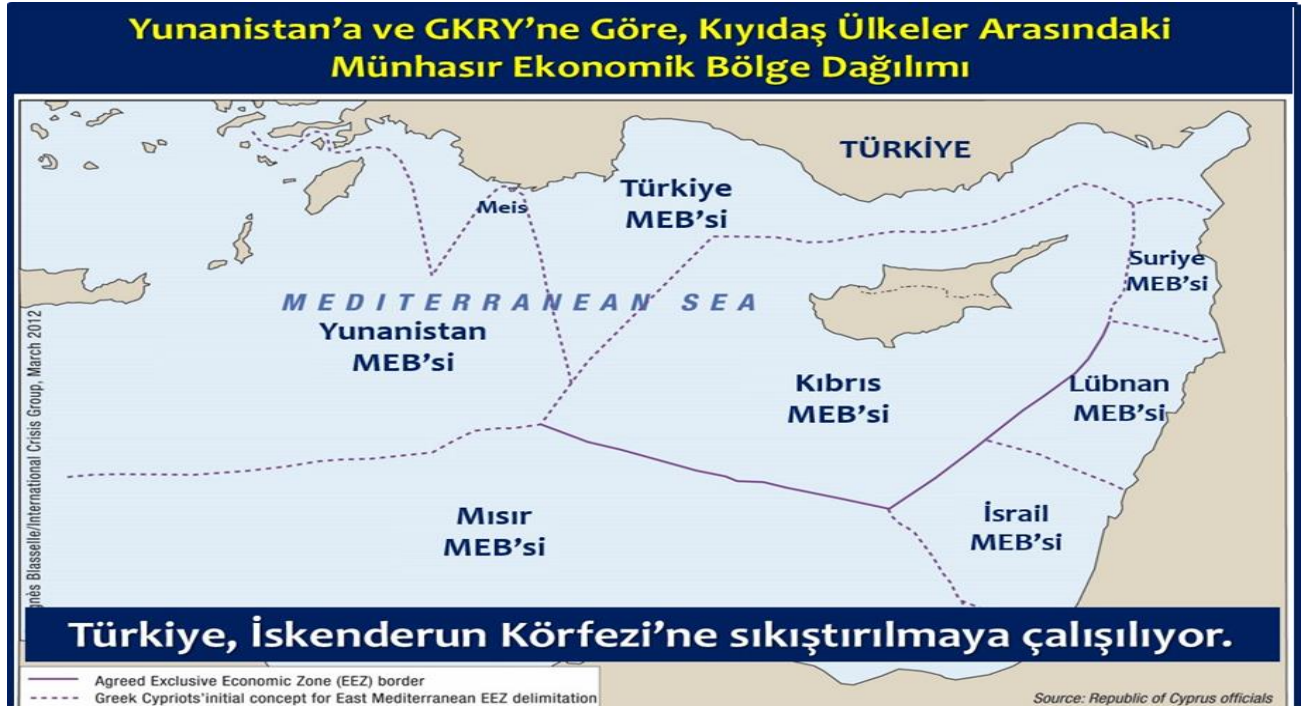 Yunanistan’a ve GKRY’ne Göre, Kıyıdaş Ülkeler Arasındaki
Münhasır Ekonomik Bölge Dağılımı
TÜRKİYE
Türkiye
MEB’si
Meis
Suriye
MEB’si
MEDITERRANEAN SEA
Yunanistan
MEB’si
Kıbrıs
MEB’si
Lübnan
MEB’si
Mısır
MEB’si
İsrail
MEB’si
gnès Blasselle/International Crisis Group, March 2012
Türkiye, İskenderun Körfezi’ne sıkıştırılmaya çalışılıyor.
Agreed Exclusive Economic Zone (EEZ) border
Greek Cypriots'initial concept for East Mediterranean EEZ delimitation
Source: Republic of Cyprus officials